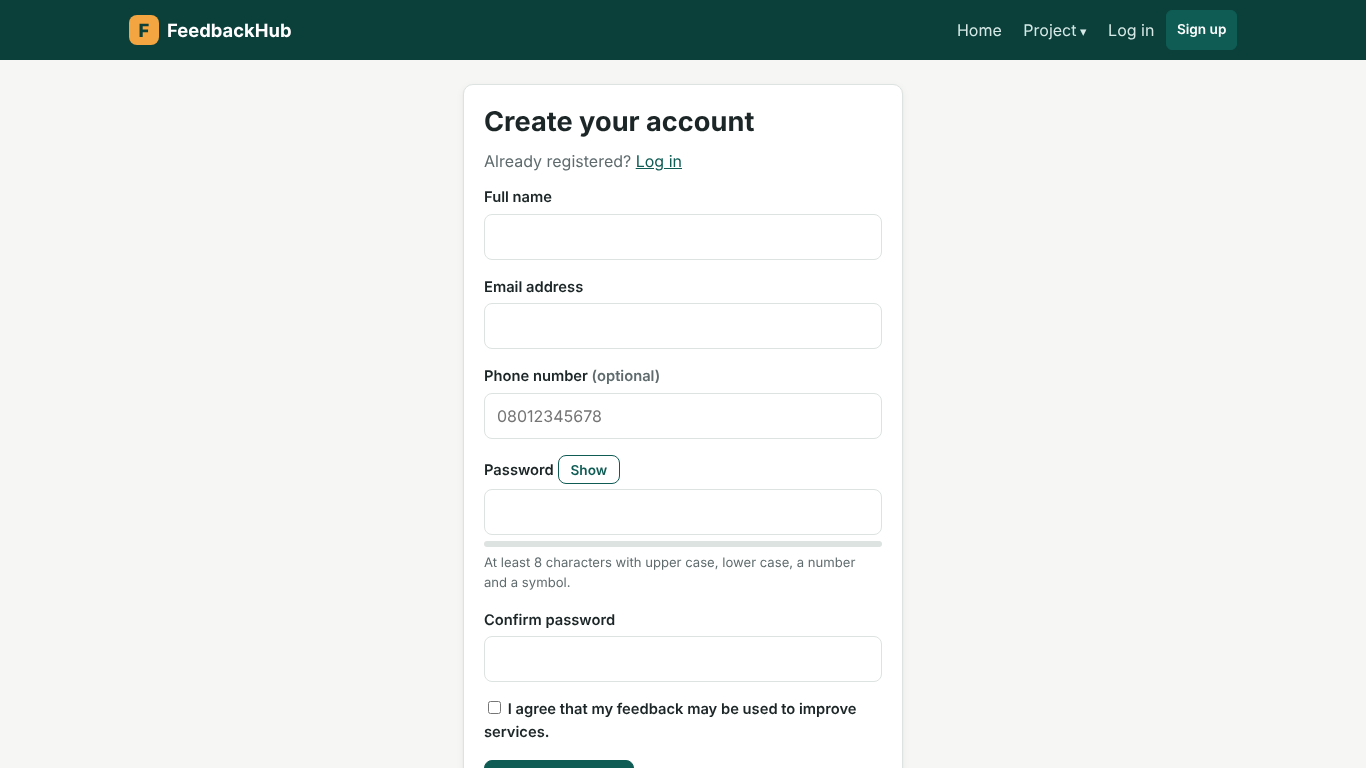 F FeedbackHub
Home Project ▾ Log in Sign up
Create your account
Already registered? Log in
Full name
Email address
Phone number (optional)
08012345678
Password Show
At least 8 characters with upper case, lower case, a number
and a symbol.
Confirm password
I agree that my feedback may be used to improve
services.